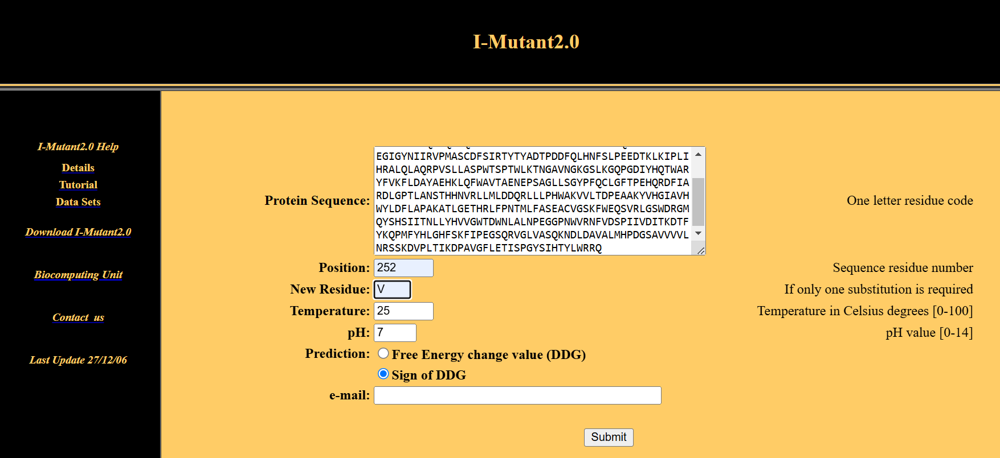 I-Mutant2.0
I-Mutant2.0 Help
Details
Tutorial
Data Sets
Download I-Mutant2.0
Biocomputing Unit
Contact us
Last Update 27/12/06
Protein Sequence:
EGIGYNIIRVPMASCDFSIRTYTYADTPDDFQLHNFSLPEEDTKLKIPLI
HRALQLAQRPVSLLASPWTSPTWLKTNGAVNGKGSLKGQPGDIYHQTWAR
YFVKFLDAYAEHKLQFWAVTAENEPSAGLLSGYPFQCLGFTPEHQRDFIA
RDLGPTLANSTHHNVRLLMLDDQRLLLPHWAKVVLTDPEAAKYVHGIAVH
WYLDFLAPAKATLGETHRLFPNTMLFASEACVGSKFWEQSVRLGSWDRGM
QYSHSIITNLLYHVVGWTDWNLALNPEGGPNWVRNFVDSPIIVDITKDTF
YKQPMFYHLGHFSKFIPEGSQRVGLVASQKNDLDAVALMHPDGSAVVVVL
NRSSKDVPLTIKDPAVGFLETISPGYSIHTYLWRRQ
One letter residue code
Position: 252 Sequence residue number
New Residue: V If only one substitution is required
Temperature: 25 Temperature in Celsius degrees [0-100]
pH: 7 pH value [0-14]
Prediction: Free Energy change value (DDG)
Sign of DDG
e-mail:
Submit